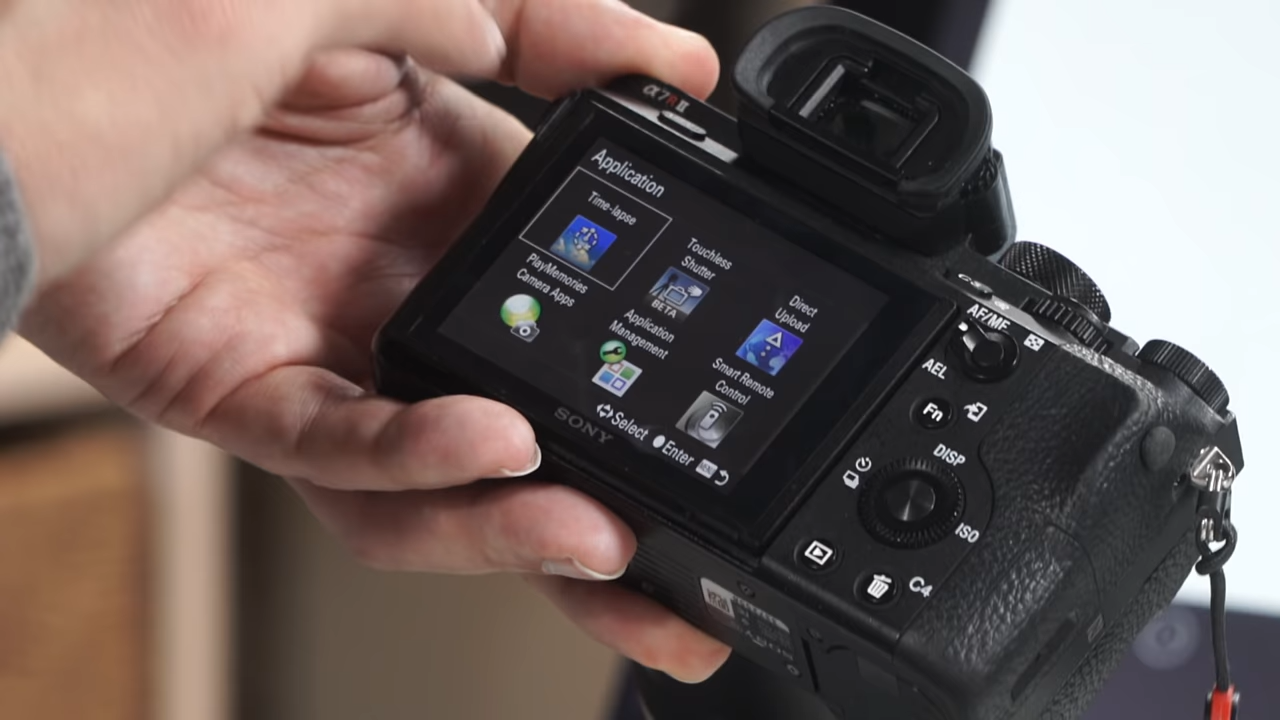 α7RII
Application
Time-lapse
Touchless
Shutter
BETA
Direct
Upload
PlayMemories
Camera Apps
Application
Management
Smart Remote
Control
Select
Enter
MENU
SONY
AF/MF
AEL
Fn
DISP
ISO
C4